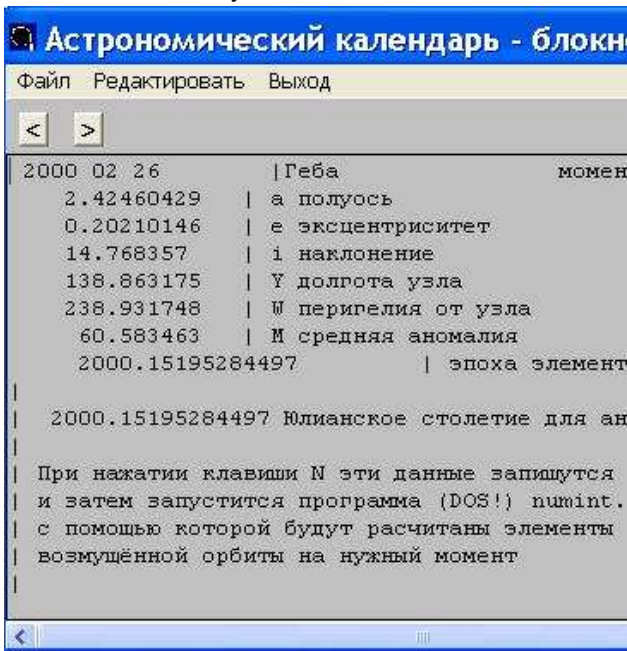 Астрономический календарь - блокн
Файл Редактировать Выход
< >
2000 02 26 |Геба момен
2.42460429 | a полуось
0.20210146 | e эксцентриситет
14.768357 | i наклонение
138.863175 | Y долгота узла
238.931748 | W перигелия от узла
60.583463 | M средняя аномалия
2000.15195284497 | эпоха элемент
|
| 2000.15195284497 Юлианское столетие для ан
|
| При нажатии клавиши N эти данные запишутся
| и затем запустится программа (DOS!) numint.
| с помощью которой будут расчитаны элементы
| возмущённой орбиты на нужный момент
|